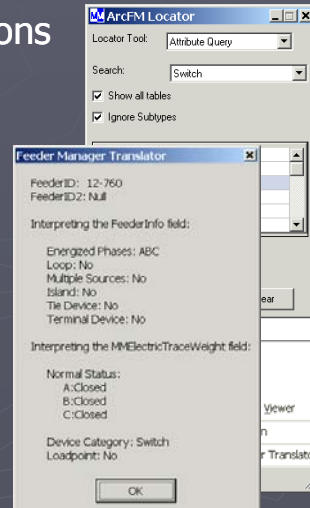 ons
ArcFM Locator
Locator Tool: Attribute Query
Search: Switch
Show all tables
Ignore Subtypes
Feeder Manager Translator
FeederID: 12-760
FeederID2: Null
Interpreting the FeederInfo field:
Energized Phases: ABC
Loop: No
Multiple Sources: No
Island: No
Tie Device: No
Terminal Device: No
Interpreting the MMElectricTraceWeight field:
Normal Status:
A:Closed
B:Closed
C:Closed
Device Category: Switch
Loadpoint: No
OK
ear
Viewer
n
r Translato